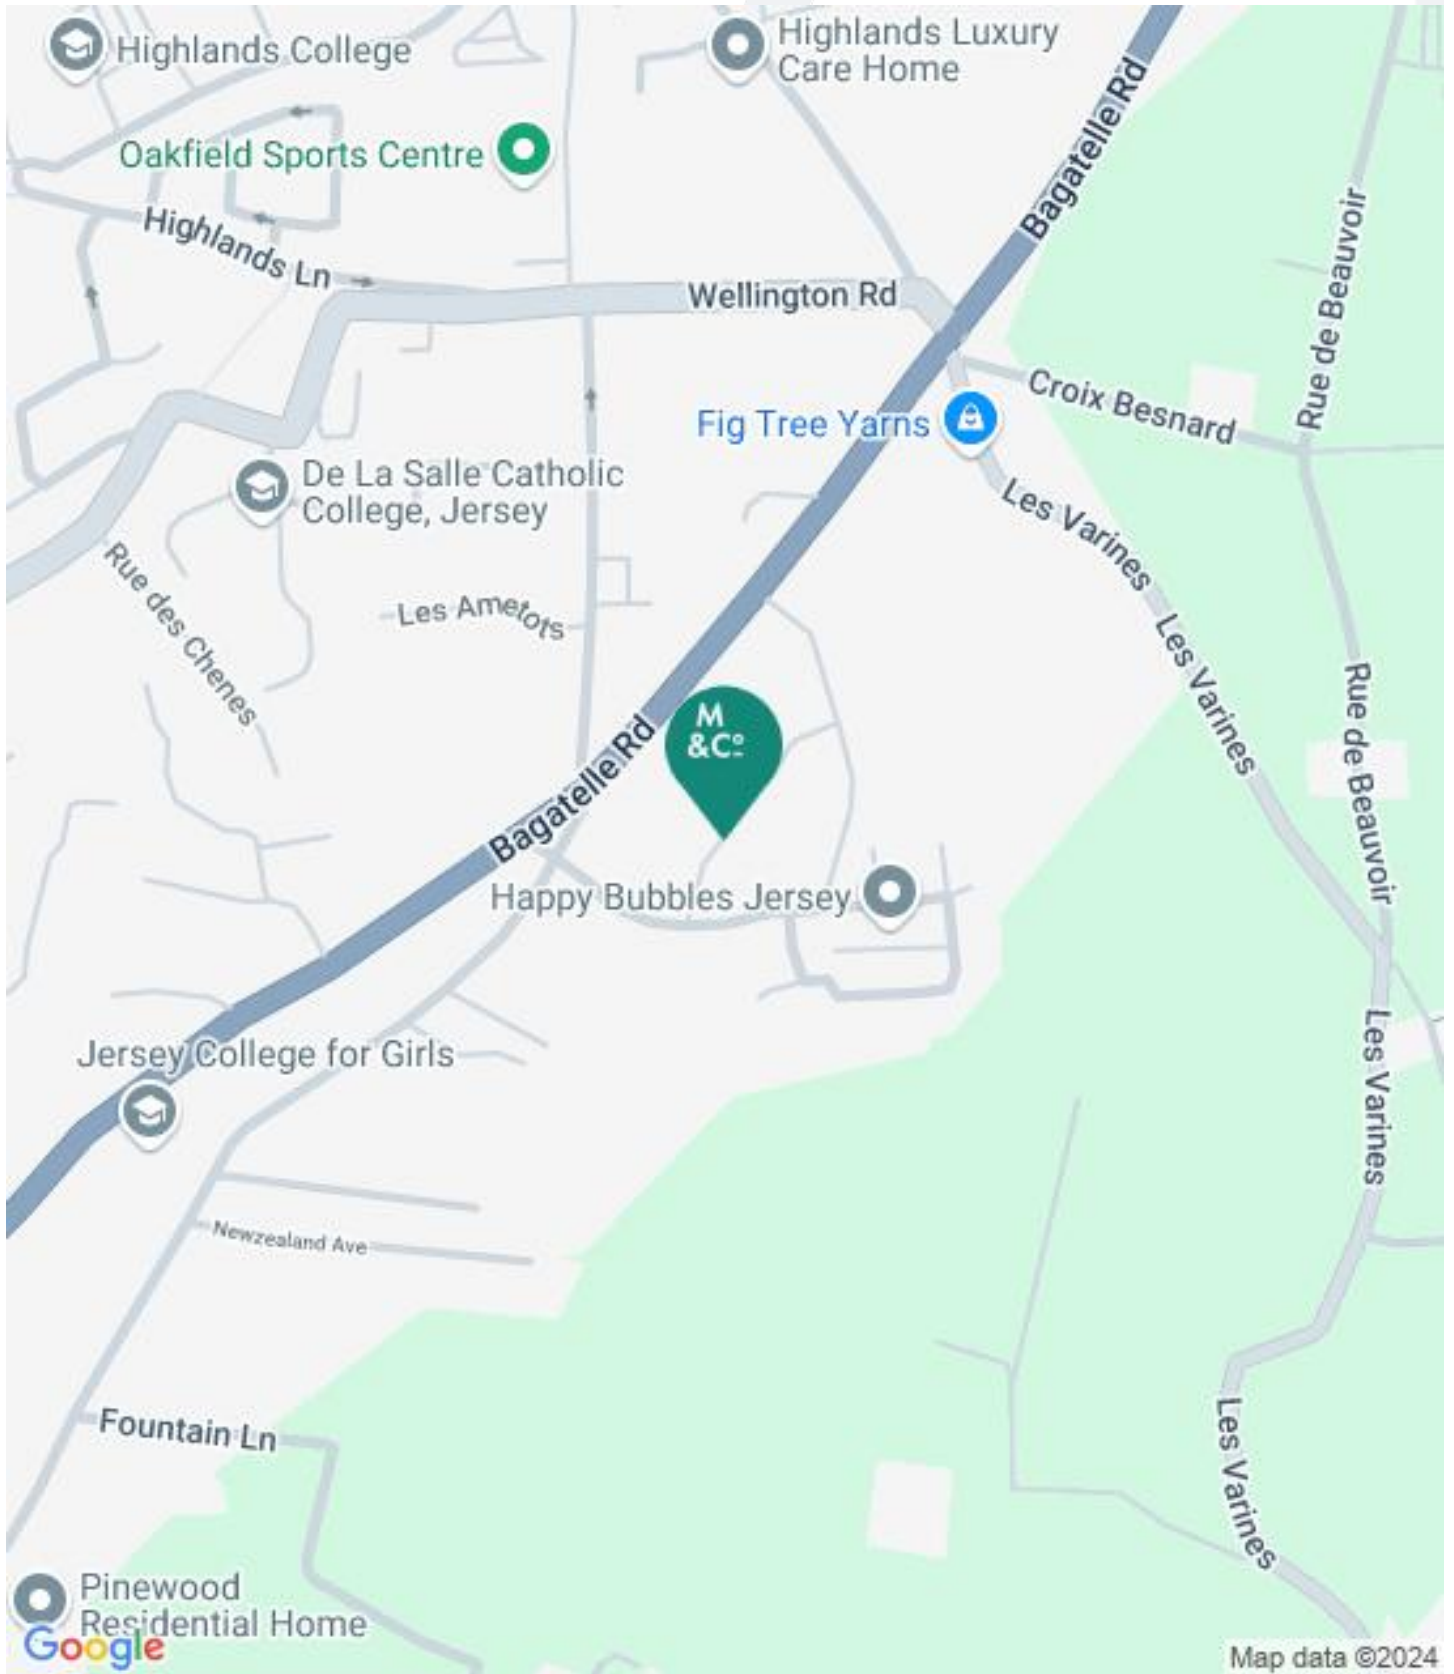 Highlands College
Highlands Luxury
Care Home
Bagatelle Rd
Oakfield Sports Centre
Highlands Ln
Rue de Beauvoir
Wellington Rd
Croix Besnard
Fig Tree Yarns
De La Salle Catholic
College, Jersey
Les Varines
Rue des Chenes
Les Ametots
Les Varines
Rue de Beauvoir
M
&Cº
Bagatelle Rd
Happy Bubbles Jersey
Jersey College for Girls
Les Varines
Newzealand Ave
Fountain Ln
Les Varines
Pinewood
Residential Home
Google
Map data ©2024